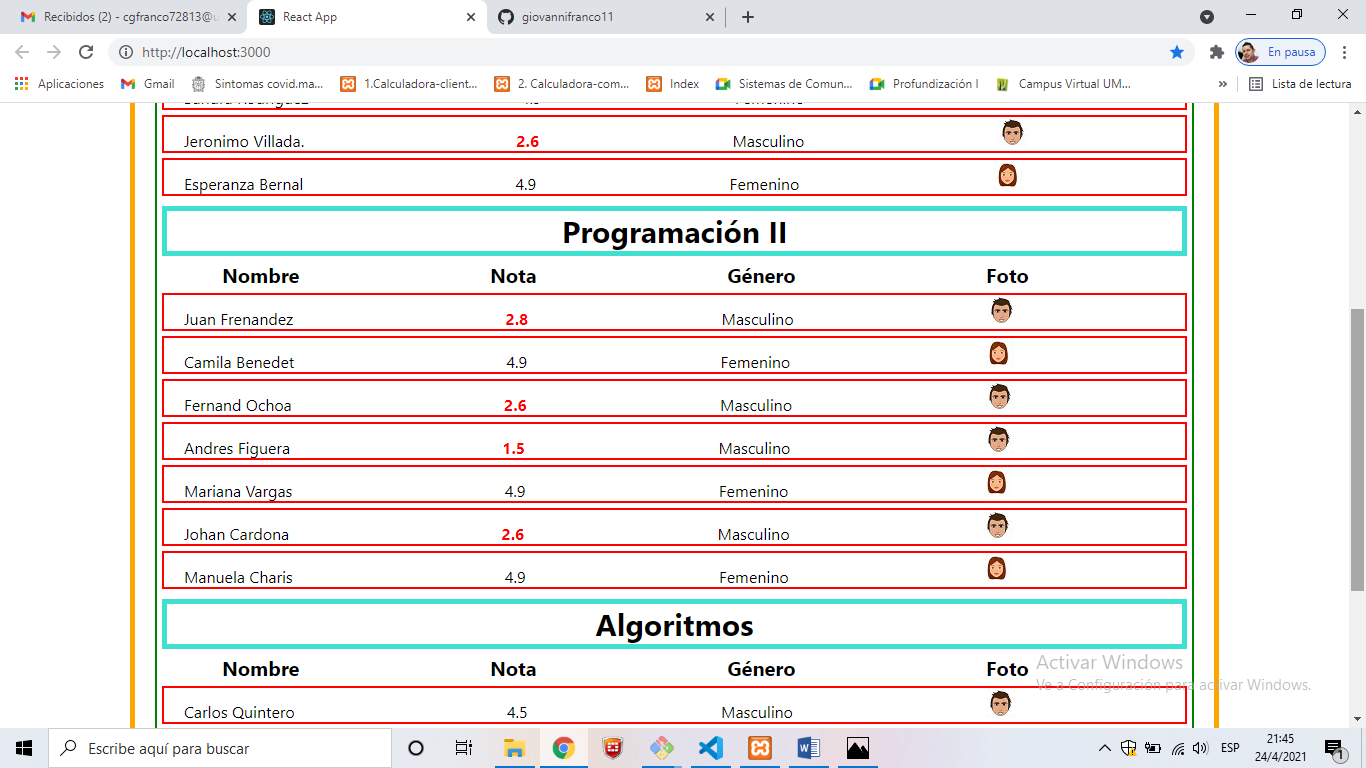 Recibidos (2) - cgfranco72813@u
React App
giovannifranco11
http://localhost:3000
En pausa
Aplicaciones
Gmail
Sintomas covid.ma...
1.Calculadora-client...
2. Calculadora-com...
Index
Sistemas de Comun...
Profundización I
Campus Virtual UM...
»
Lista de lectura
Jeronimo Villada. 2.6 Masculino
Esperanza Bernal 4.9 Femenino
Programación II
Nombre Nota Género Foto
Juan Frenandez 2.8 Masculino
Camila Benedet 4.9 Femenino
Fernand Ochoa 2.6 Masculino
Andres Figuera 1.5 Masculino
Mariana Vargas 4.9 Femenino
Johan Cardona 2.6 Masculino
Manuela Charis 4.9 Femenino
Algoritmos
Nombre Nota Género Foto
Carlos Quintero 4.5 Masculino
Activar Windows
Ve a Configuración para activar Windows.
Escribe aquí para buscar
ESP
21:45
24/4/2021
1